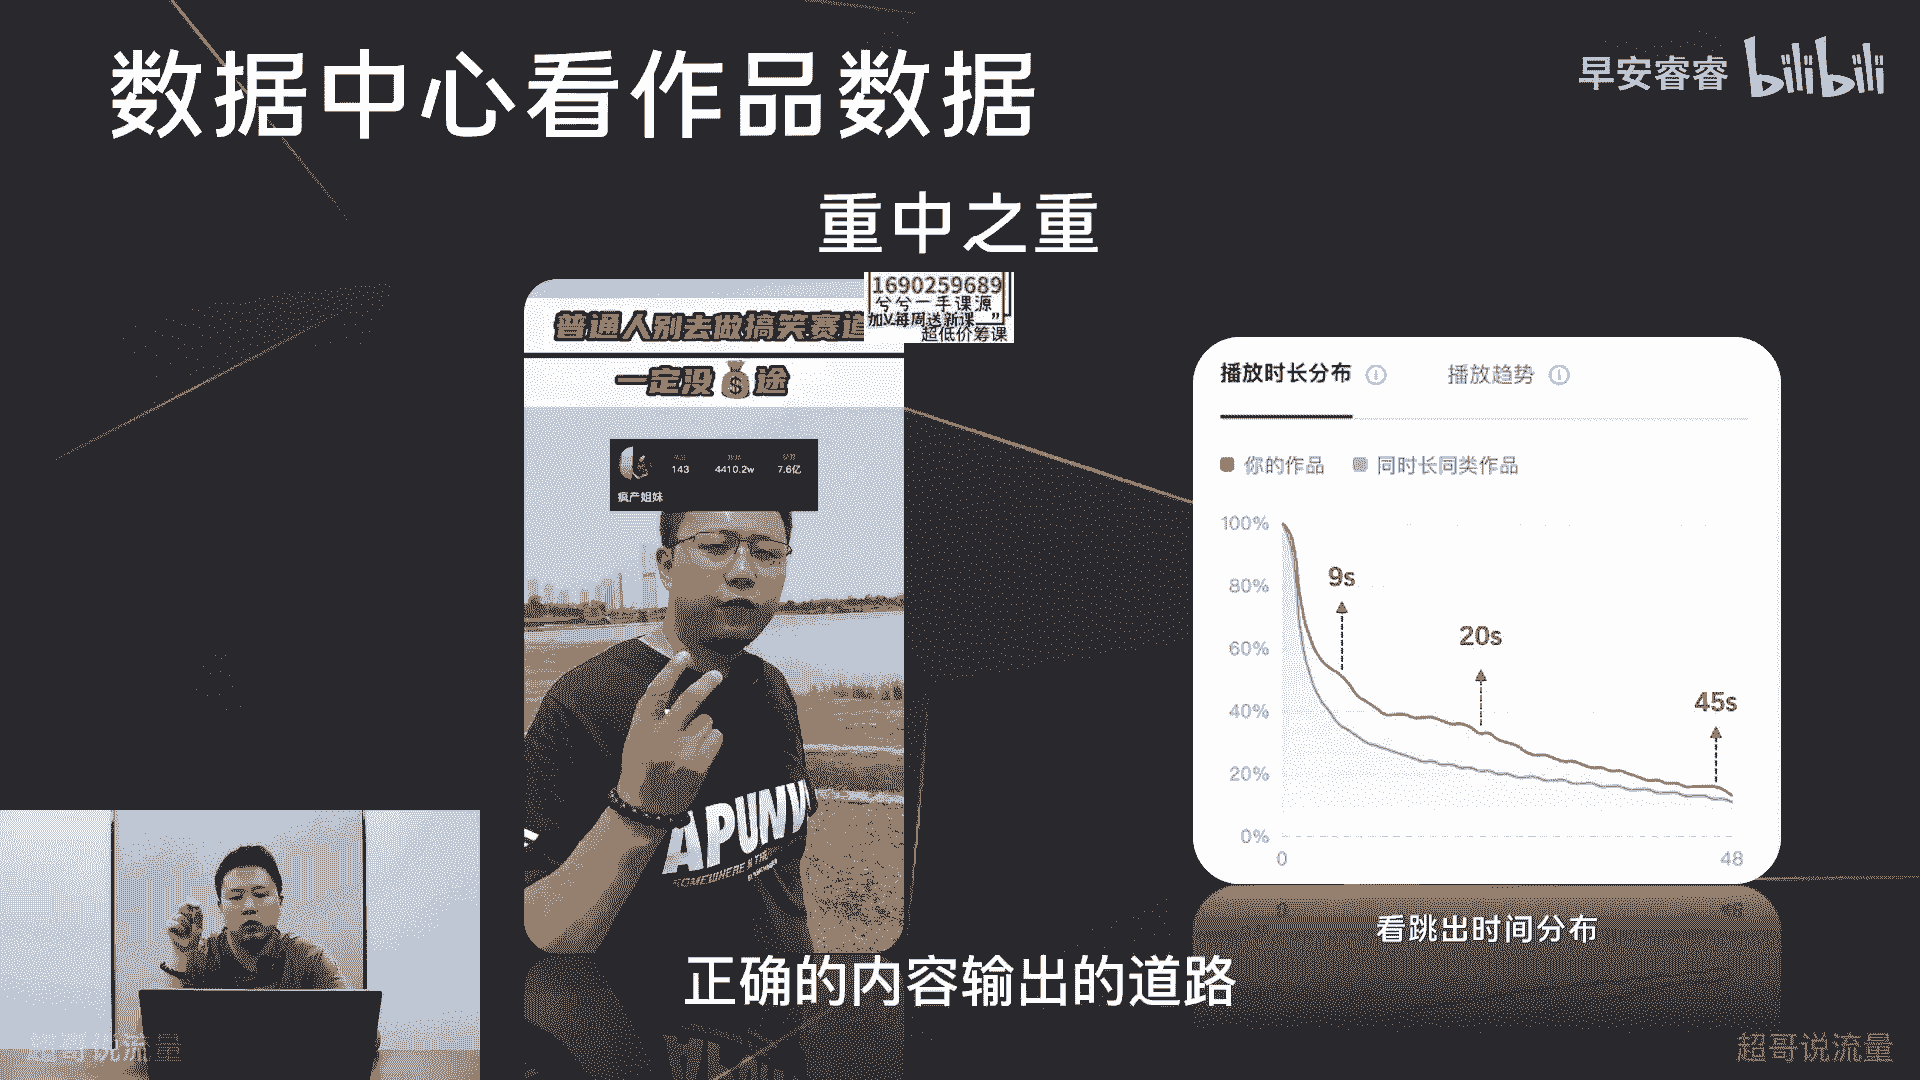 数据中心看作品数据
早安睿睿 bilibili
重中之重
1690259689
兮兮一手课源
加V每周送新课
超低价筹课
普通人别去做搞笑赛道
一定没💰途
143 4410.2w 7.6亿
疯产姐妹
APUNV
SOMEWHERE IN THE
播放时长分布 播放趋势
你的作品 同时长同类作品
100%
80%
60%
40%
20%
0%
0 48
9s
20s
45s
看跳出时间分布
正确的内容输出的道路
超哥说流量
超哥说流量